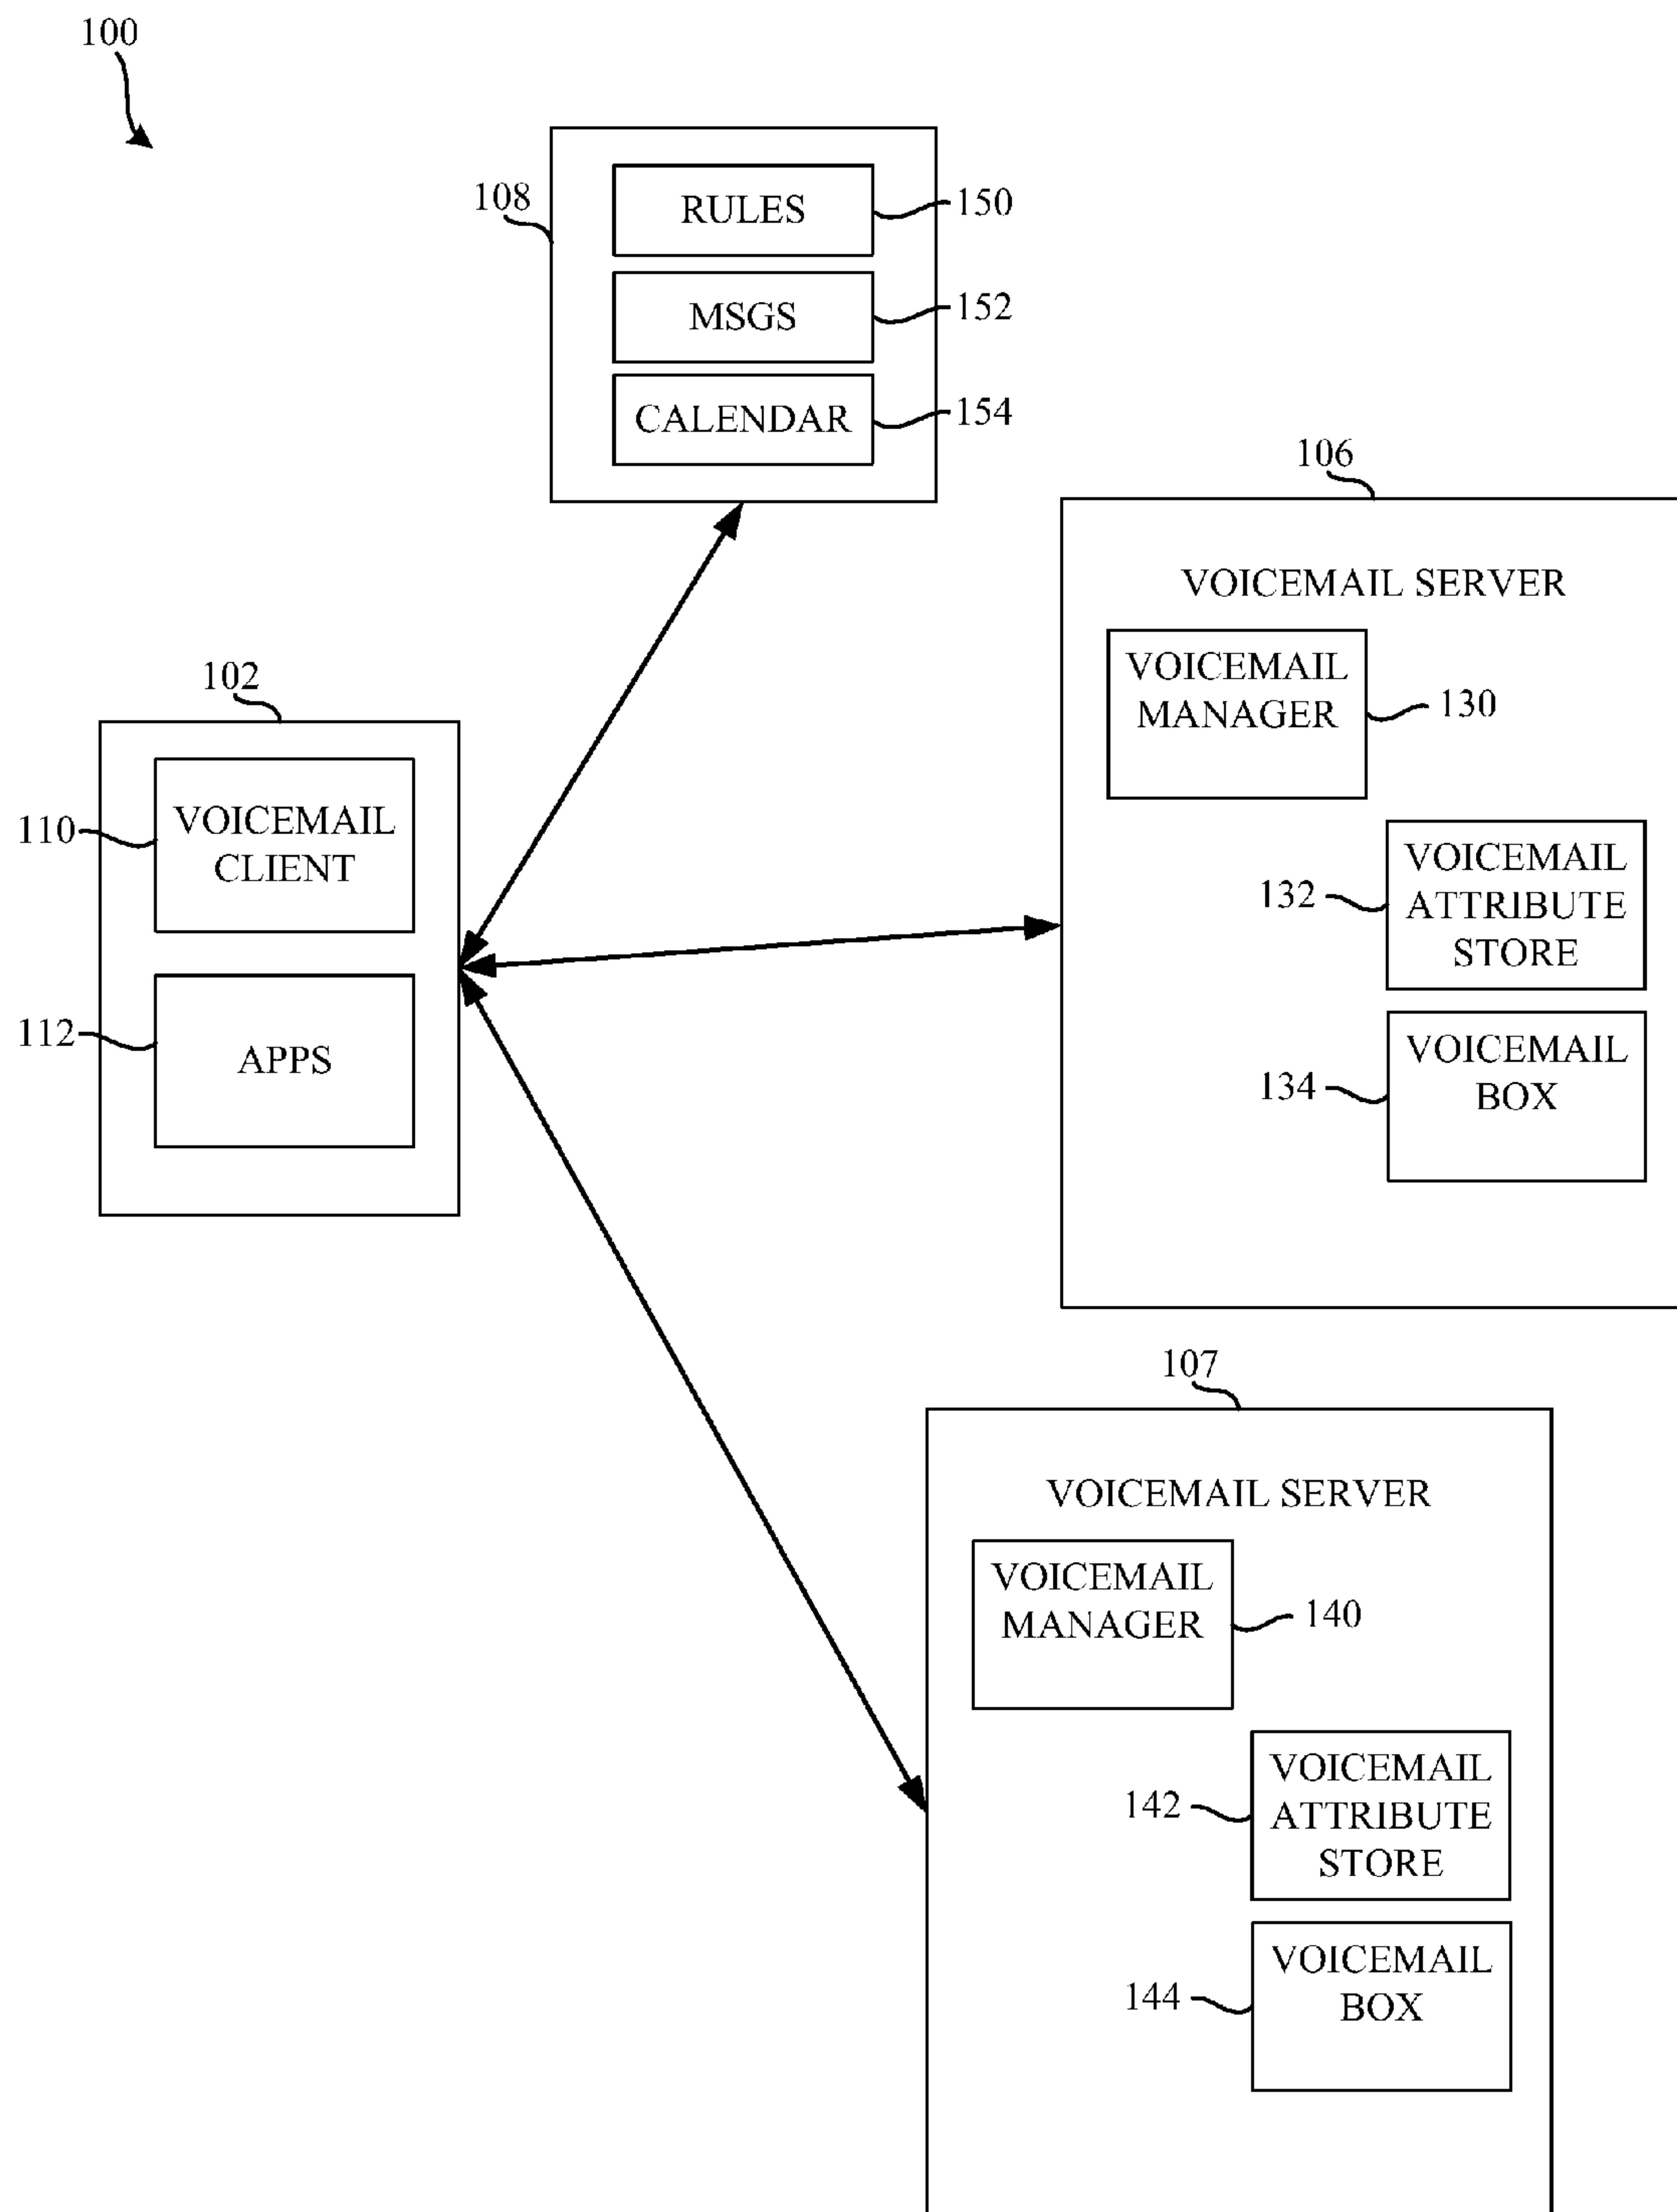 100
108
RULES
150
MSGS
152
CALENDAR
154
106
VOICEMAIL SERVER
VOICEMAIL
MANAGER
130
132
VOICEMAIL
ATTRIBUTE
STORE
134
VOICEMAIL
BOX
102
110
VOICEMAIL
CLIENT
112
APPS
107
VOICEMAIL SERVER
VOICEMAIL
MANAGER
140
142
VOICEMAIL
ATTRIBUTE
STORE
144
VOICEMAIL
BOX